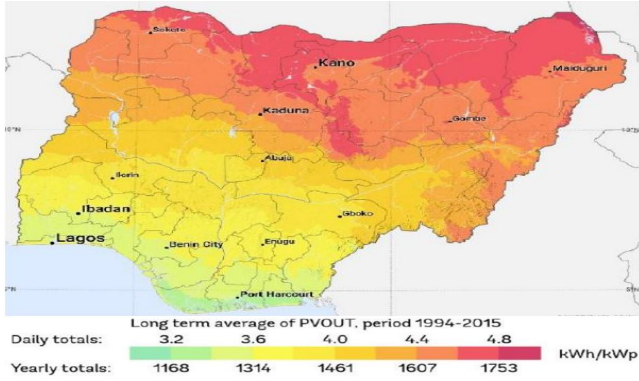 Sokoto
Kano
Maiduguri
Kaduna
Gombe
10°N
Abuja
Ilorin
Ibadan
Gboko
Lagos
Benin City
Enugu
Port Harcourt
5°N
Long term average of PVOUT, period 1994-2015
Daily totals: 3.2 3.6 4.0 4.4 4.8
kWh/kWp
Yearly totals: 1168 1314 1461 1607 1753